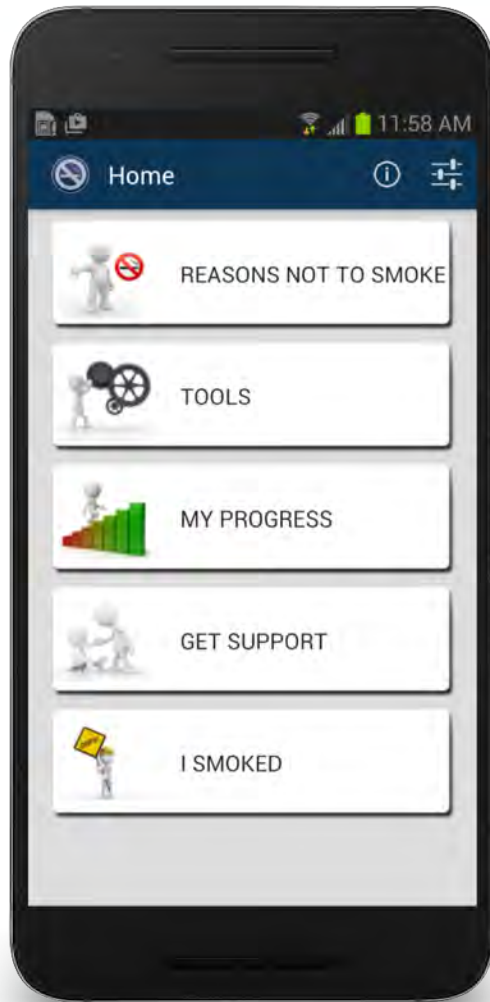 11:58 AM
Home
REASONS NOT TO SMOKE
TOOLS
MY PROGRESS
GET SUPPORT
I SMOKED